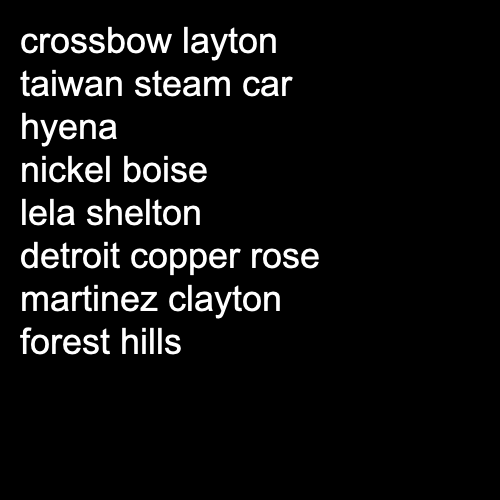 crossbow layton
taiwan steam car
hyena
nickel boise
lela shelton
detroit copper rose
martinez clayton
forest hills